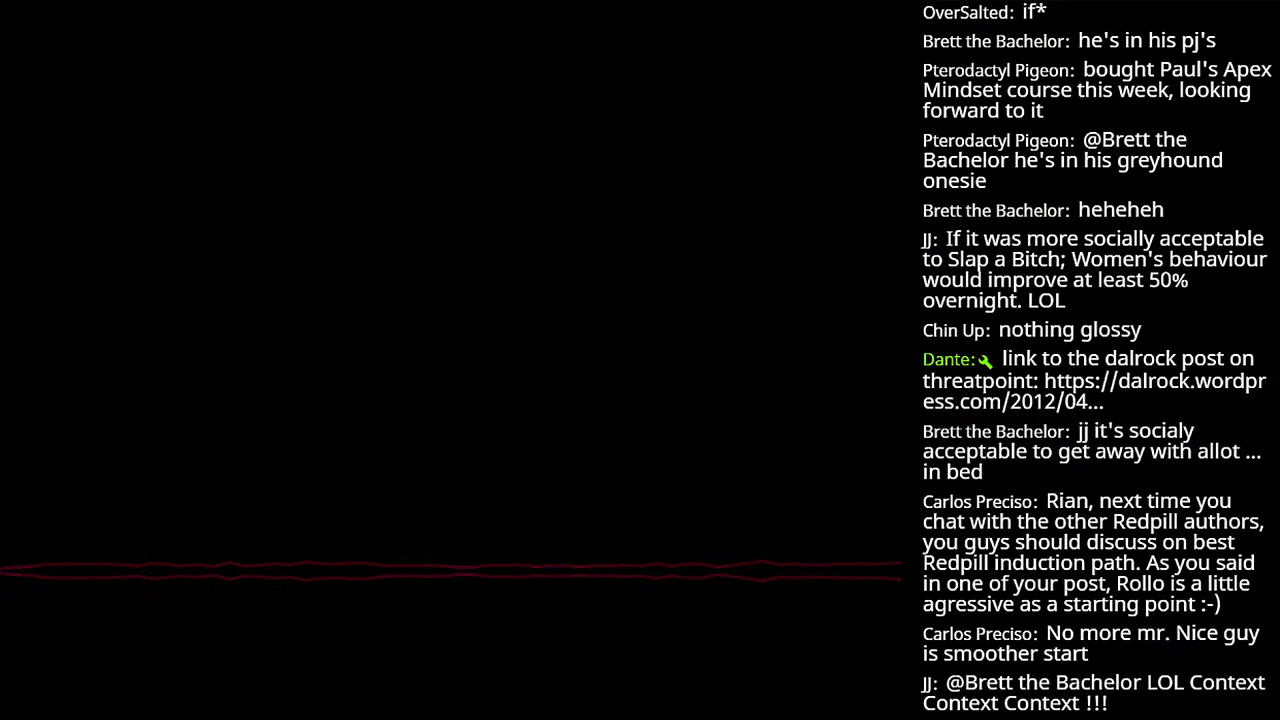 OverSalted: if*
Brett the Bachelor: he's in his pj's
Pterodactyl Pigeon: bought Paul's Apex
Mindset course this week, looking
forward to it
Pterodactyl Pigeon: @Brett the
Bachelor he's in his greyhound
onesie
Brett the Bachelor: heheheh
JJ: If it was more socially acceptable
to Slap a Bitch; Women's behaviour
would improve at least 50%
overnight. LOL
Chin Up: nothing glossy
Dante: link to the dalrock post on
threatpoint: https://dalrock.wordpr
ess.com/2012/04...
Brett the Bachelor: jj it's socialy
acceptable to get away with allot ...
in bed
Carlos Preciso: Rian, next time you
chat with the other Redpill authors,
you guys should discuss on best
Redpill induction path. As you said
in one of your post, Rollo is a little
agressive as a starting point :-)
Carlos Preciso: No more mr. Nice guy
is smoother start
JJ: @Brett the Bachelor LOL Context
Context Context !!!